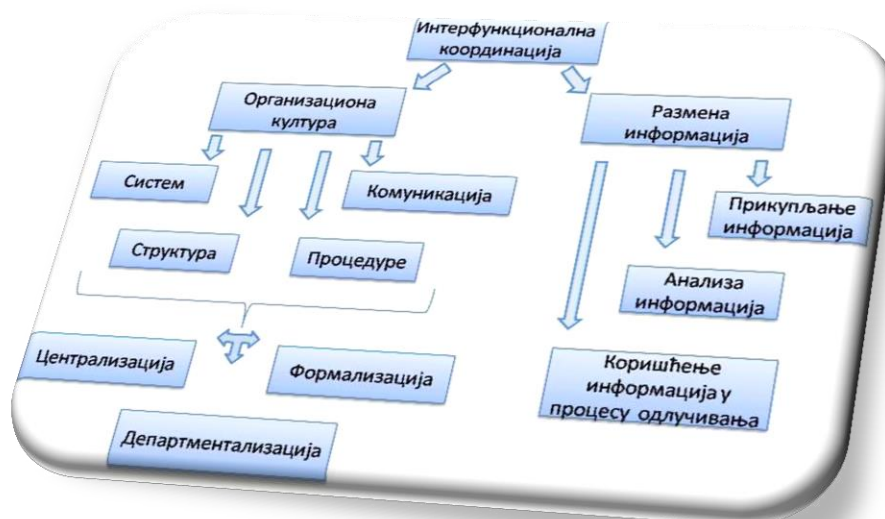 Интерфункционална
координација
Организациона
култура
Размена
информација
Систем
Комуникација
Прикупљање
информација
Структура
Процедуре
Анализа
информација
Централизација
Формализација
Коришћење
информација у
процесу одлучивања
Департментализација